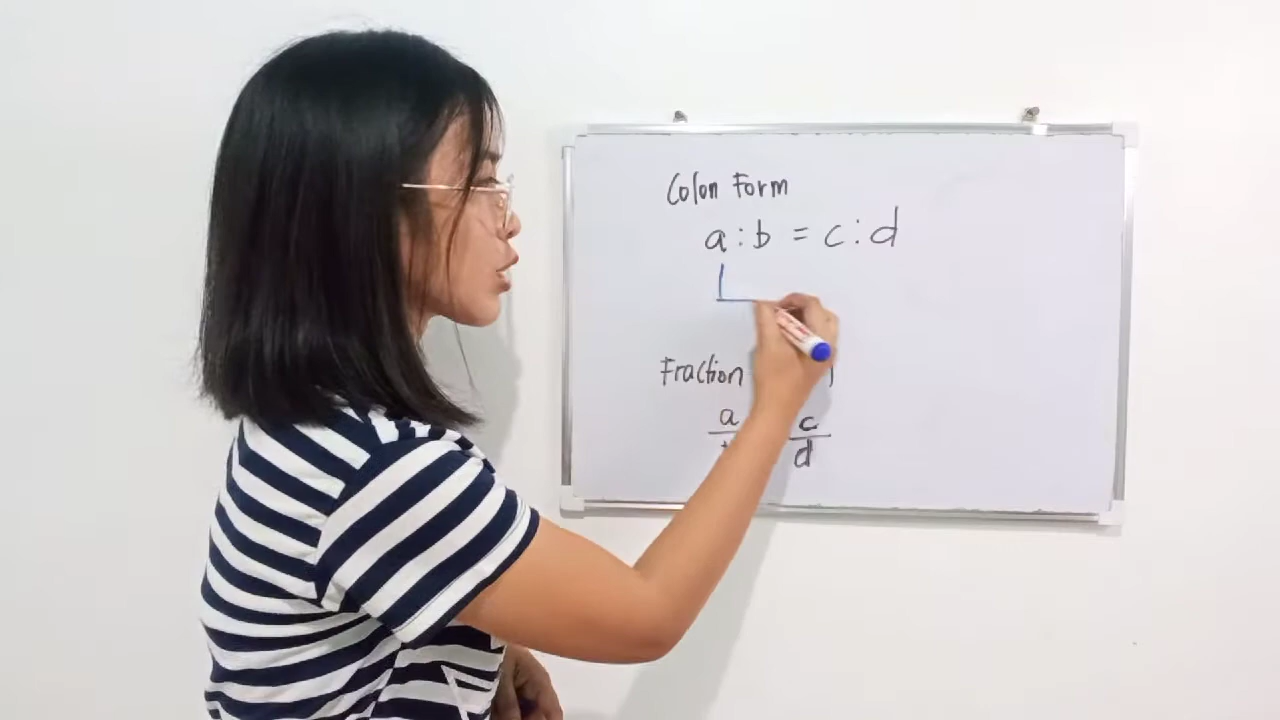 Colon Form
a : b = c : d
Fraction
a c
d